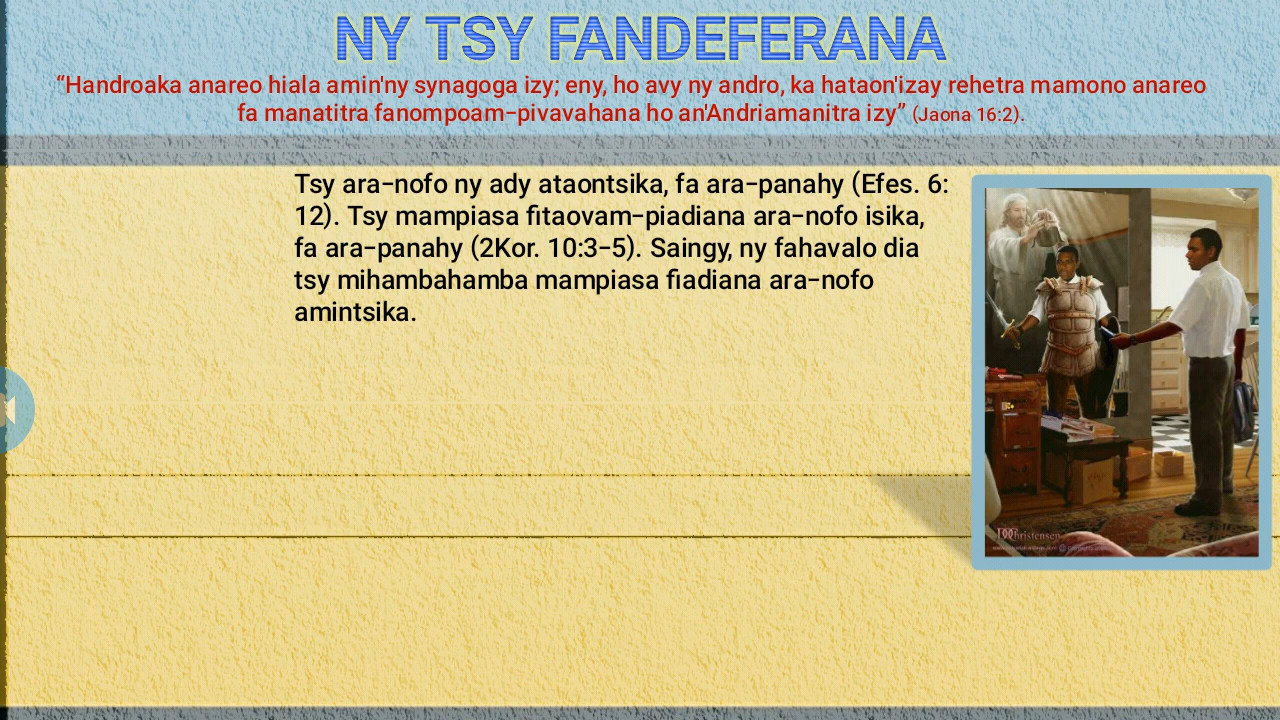 NY TSY FANDEFERANA
“Handroaka anareo hiala amin'ny synagoga izy; eny, ho avy ny andro, ka hataon'izay rehetra mamono anareo
fa manatitra fanompoam-pivavahana ho an'Andriamanitra izy” (Jaona 16:2).
Tsy ara-nofo ny ady ataontsika, fa ara-panahy (Efes. 6:
12). Tsy mampiasa fitaovam-piadiana ara-nofo isika,
fa ara-panahy (2Kor. 10:3-5). Saingy, ny fahavalo dia
tsy mihambahamba mampiasa fiadiana ara-nofo
amintsika.